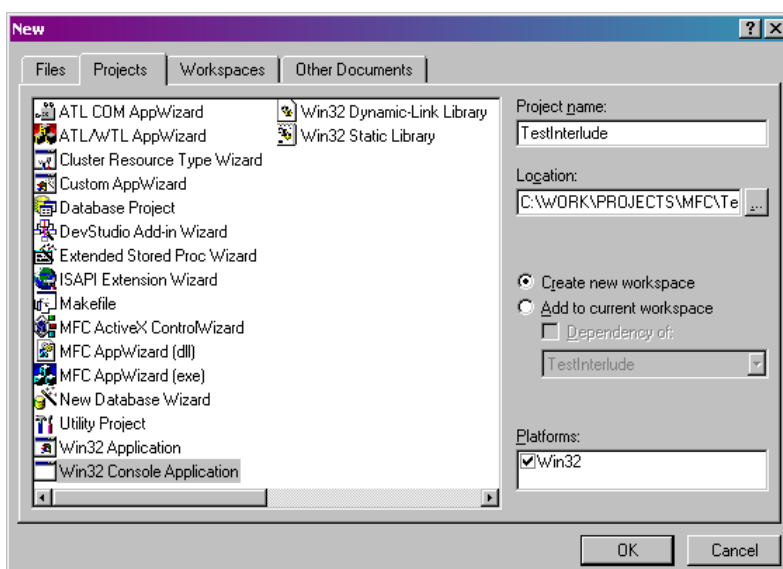 New
Files Projects Workspaces Other Documents
ATL COM AppWizard
ATL/WTL AppWizard
Cluster Resource Type Wizard
Custom AppWizard
Database Project
DevStudio Add-in Wizard
Extended Stored Proc Wizard
ISAPI Extension Wizard
Makefile
MFC ActiveX ControlWizard
MFC AppWizard (dll)
MFC AppWizard (exe)
New Database Wizard
Utility Project
Win32 Application
Win32 Console Application
Win32 Dynamic-Link Library
Win32 Static Library
Project name:
TestInterlude
Location:
C:\WORK\PROJECTS\MFC\Te
...
Create new workspace
Add to current workspace
Dependency of:
TestInterlude
Platforms:
Win32
OK Cancel